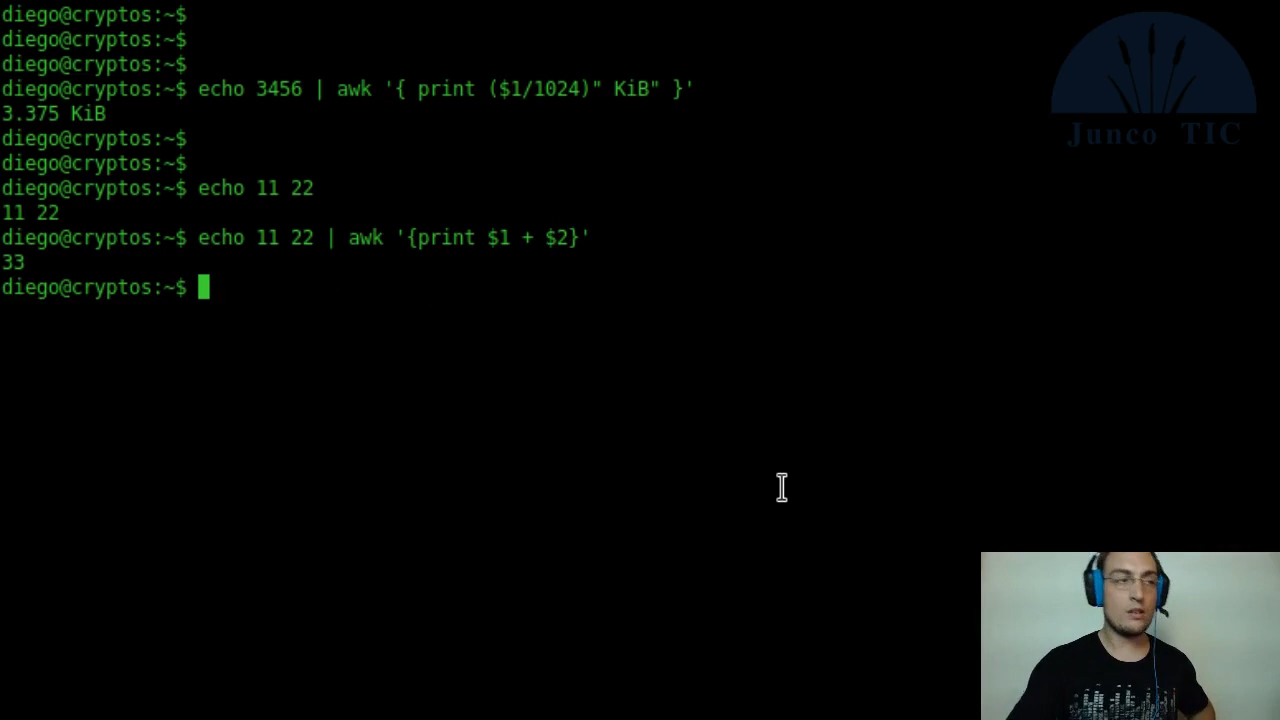 diego@cryptos:~$
diego@cryptos:~$
diego@cryptos:~$
diego@cryptos:~$ echo 3456 | awk '{ print ($1/1024)" KiB" }'
3.375 KiB
diego@cryptos:~$
diego@cryptos:~$
diego@cryptos:~$ echo 11 22
11 22
diego@cryptos:~$ echo 11 22 | awk '{print $1 + $2}'
33
diego@cryptos:~$
Junco TIC